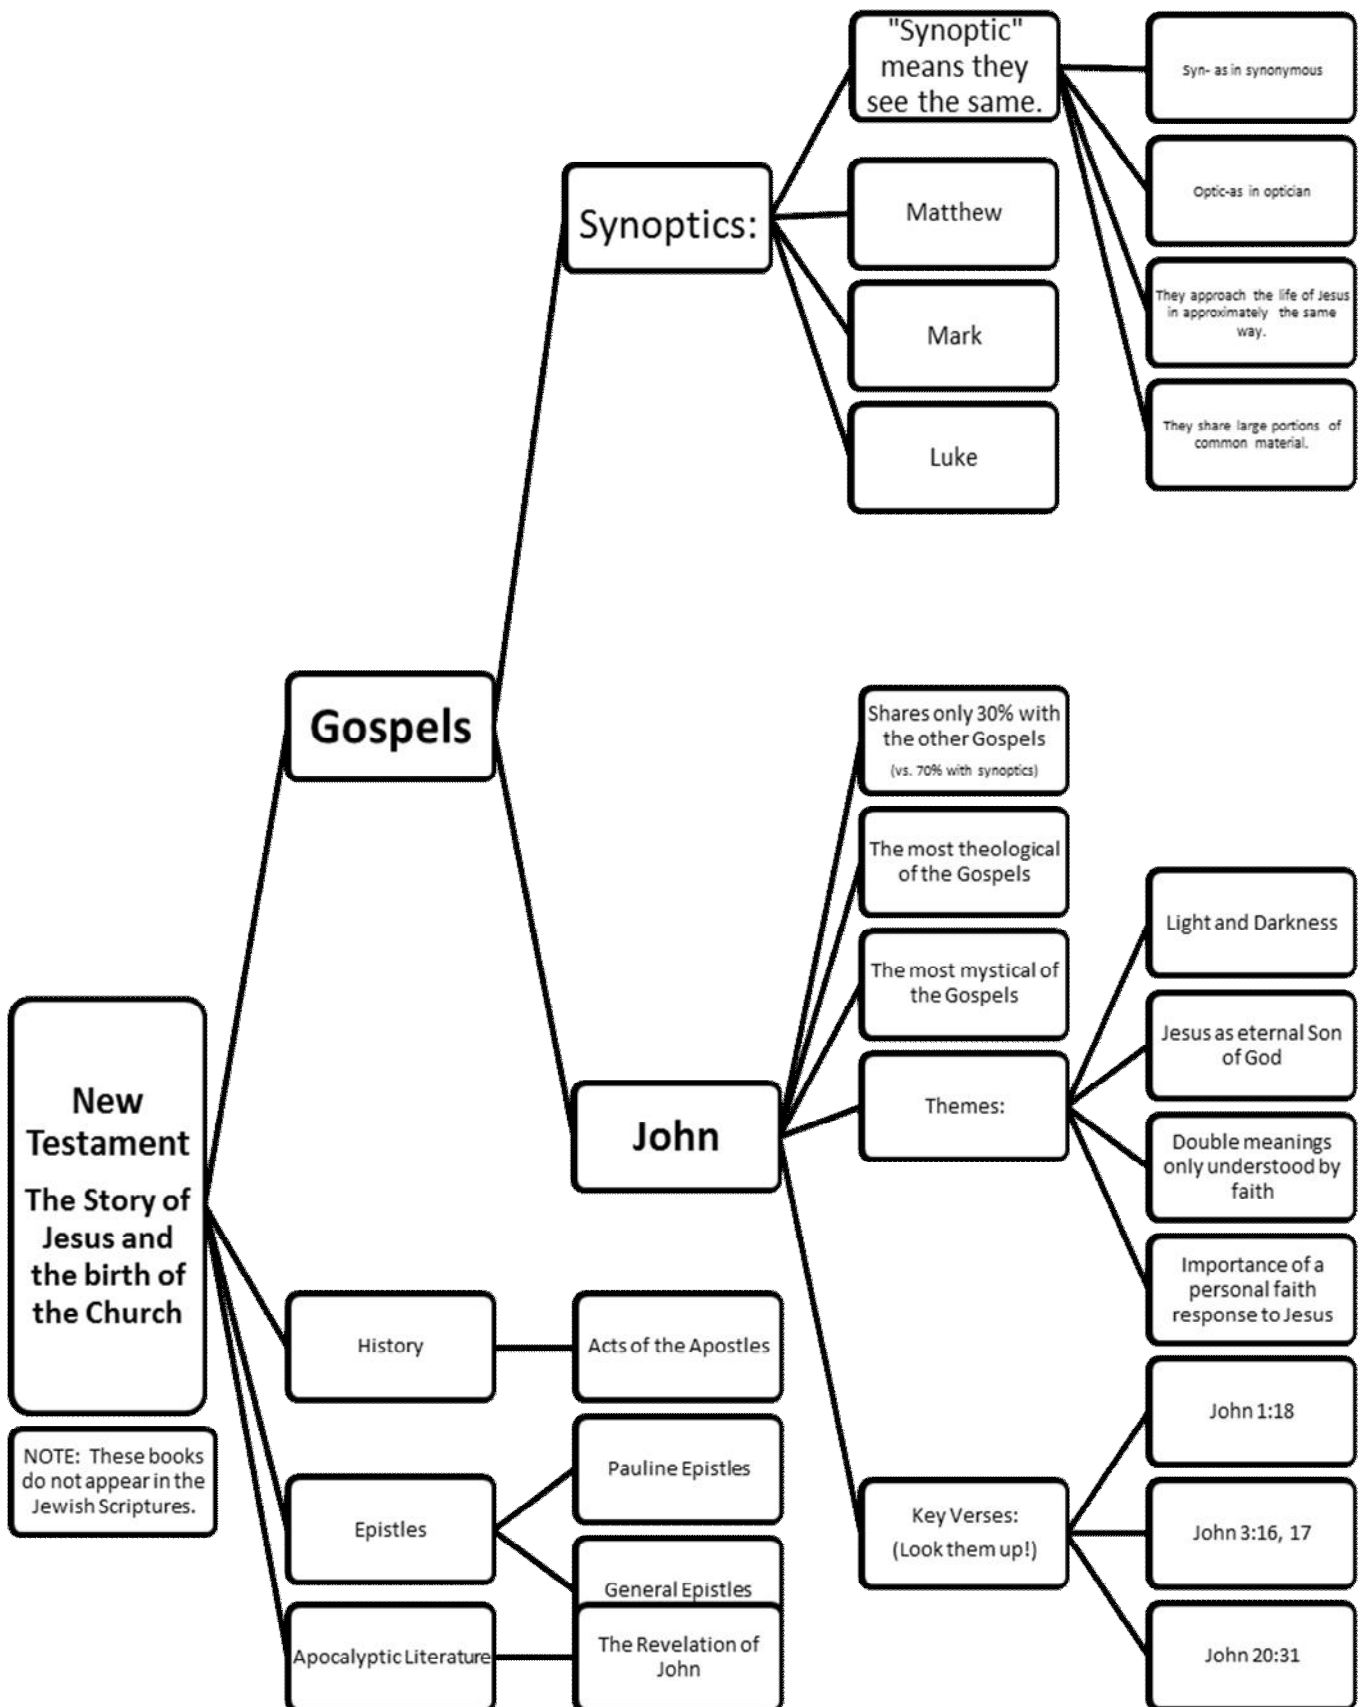 "Synoptic"
means they
see the same.
Syn- as in synonymous
Optic-as in optician
They approach the life of Jesus
in approximately the same
way.
They share large portions of
common material.
Synoptics:
Matthew
Mark
Luke
Gospels
Shares only 30% with
the other Gospels
(vs. 70% with synoptics)
The most theological
of the Gospels
The most mystical of
the Gospels
Themes:
Light and Darkness
Jesus as eternal Son
of God
Double meanings
only understood by
faith
Importance of a
personal faith
response to Jesus
John
New
Testament
The Story of
Jesus and
the birth of
the Church
NOTE: These books
do not appear in the
Jewish Scriptures.
History
Acts of the Apostles
Epistles
Pauline Epistles
General Epistles
Apocalyptic Literature
The Revelation of
John
Key Verses:
(Look them up!)
John 1:18
John 3:16, 17
John 20:31